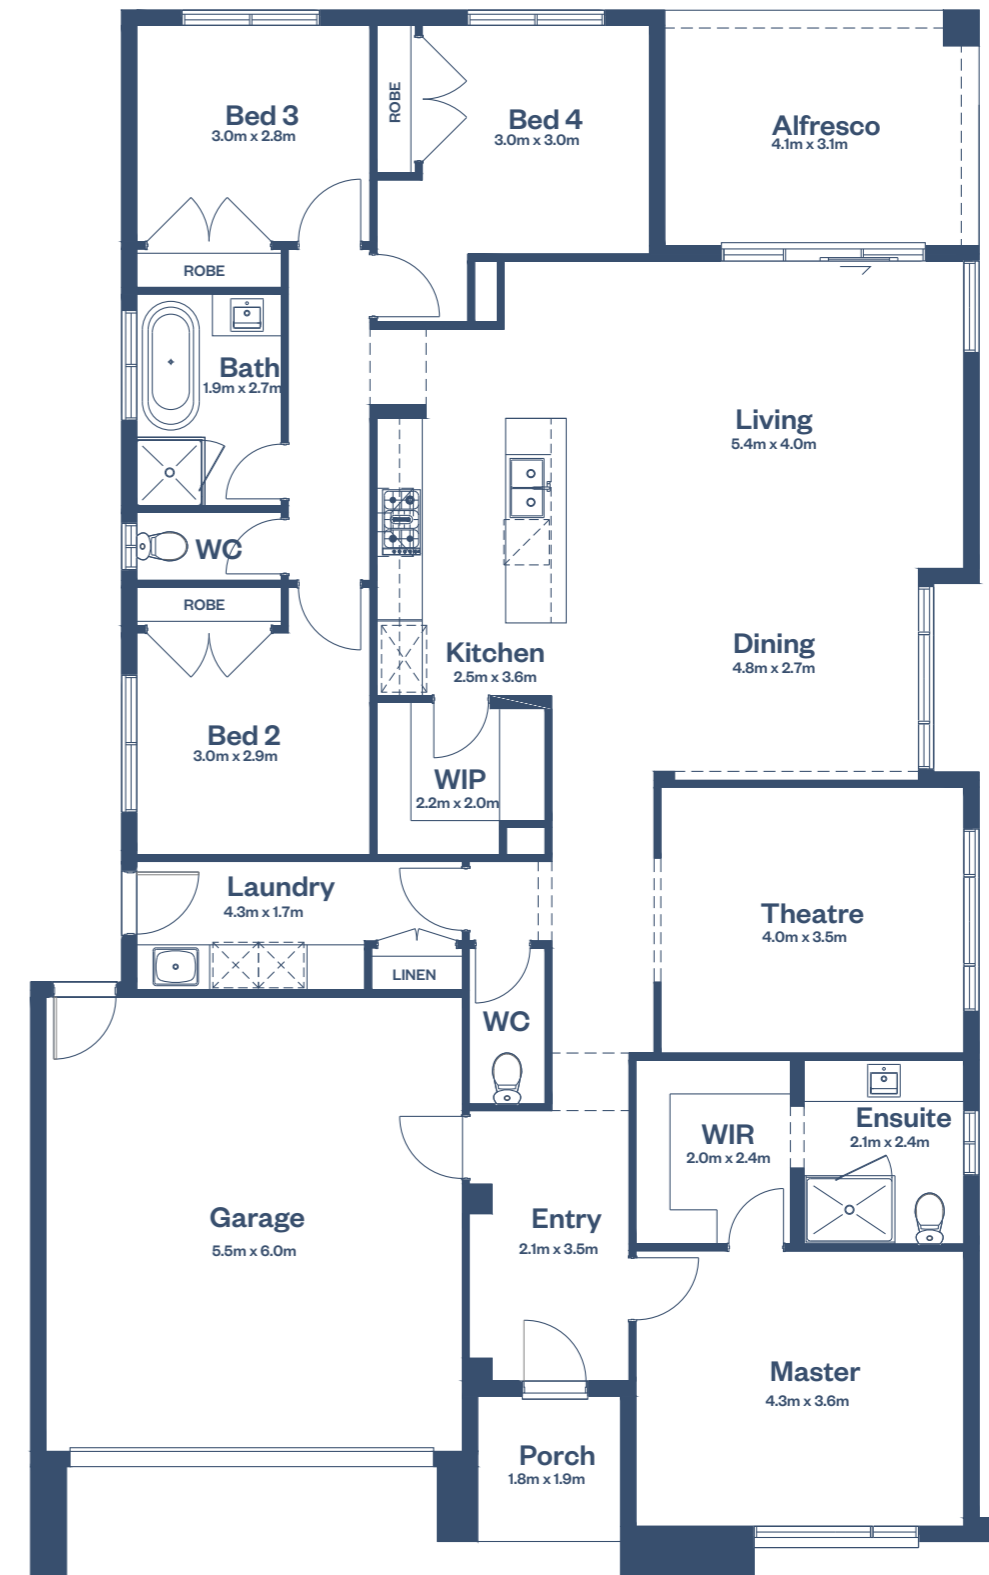 Bed 3
3.0m x 2.8m
ROBE
Bed 4
3.0m x 3.0m
Alfresco
4.1m x 3.1m
ROBE
Bath
1.9m x 2.7m
Living
5.4m x 4.0m
WC
ROBE
Kitchen
2.5m x 3.6m
Dining
4.8m x 2.7m
Bed 2
3.0m x 2.9m
WIP
2.2m x 2.0m
Laundry
4.3m x 1.7m
LINEN
Theatre
4.0m x 3.5m
WC
WIR
2.0m x 2.4m
Ensuite
2.1m x 2.4m
Garage
5.5m x 6.0m
Entry
2.1m x 3.5m
Master
4.3m x 3.6m
Porch
1.8m x 1.9m